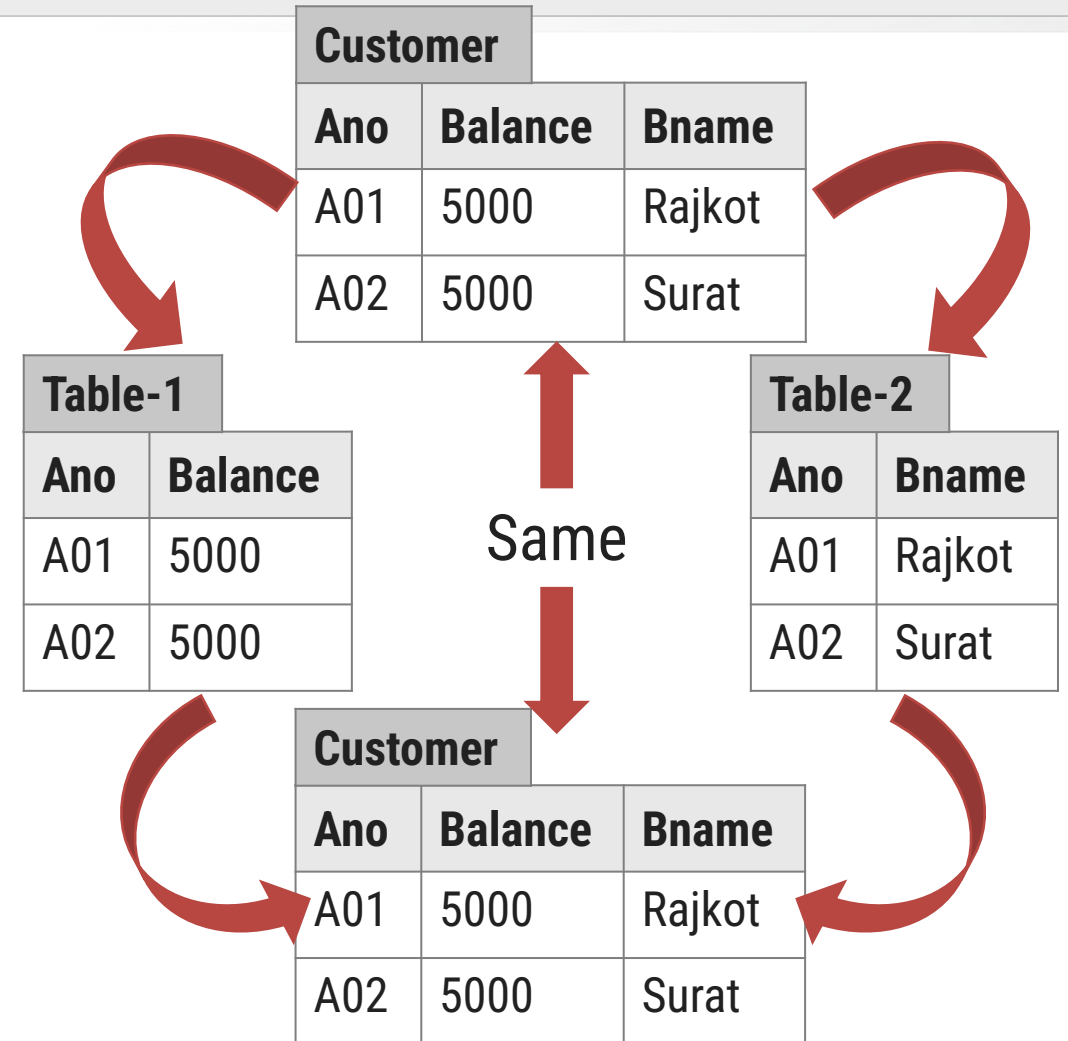 Customer
Ano Balance Bname
A01 5000 Rajkot
A02 5000 Surat
Table-1
Ano Balance
A01 5000
A02 5000
Same
Table-2
Ano Bname
A01 Rajkot
A02 Surat
Customer
Ano Balance Bname
A01 5000 Rajkot
A02 5000 Surat